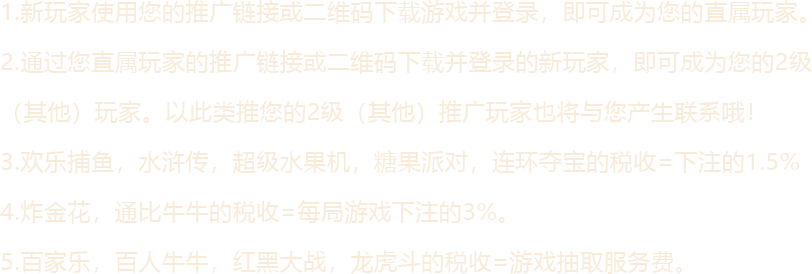 1.新玩家使用您的推广链接或二维码下载游戏并登录，即可成为您的直属玩家。
2.通过您直属玩家的推广链接或二维码下载并登录的新玩家，即可成为您的2级
（其他）玩家。以此类推您的2级（其他）推广玩家也将与您产生联系哦！
3.欢乐捕鱼，水浒传，超级水果机，糖果派对，连环夺宝的税收=下注的1.5%
4.炸金花，通比牛牛的税收=每局游戏下注的3%。
5.百家乐，百人牛牛，红黑大战，龙虎斗的税收=游戏抽取服务费。